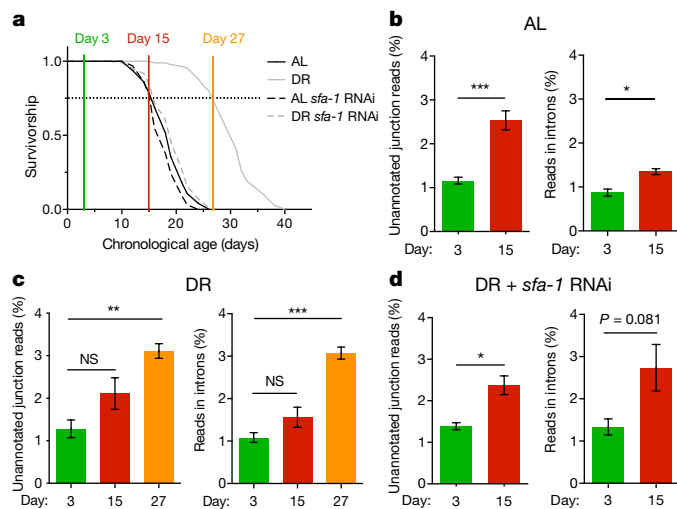 a
Day 3 Day 15 Day 27
1.0
0.5
0.0
Survivorship
0 10 20 30 40
Chronological age (days)
AL
DR
AL sfa-1 RNAi
DR sfa-1 RNAi
b AL
Unannotated junction reads (%)
4
3
2
1
0
***
Day: 3 15
Reads in introns (%)
4
3
2
1
0
*
3 15
c DR
Unannotated junction reads (%)
4
3
2
1
0
**
NS
Day: 3 15 27
Reads in introns (%)
4
3
2
1
0
***
NS
Day: 3 15 27
d DR + sfa-1 RNAi
Unannotated junction reads (%)
4
3
2
1
0
*
Day: 3 15
Reads in introns (%)
4
3
2
1
0
P = 0.081
Day: 3 15